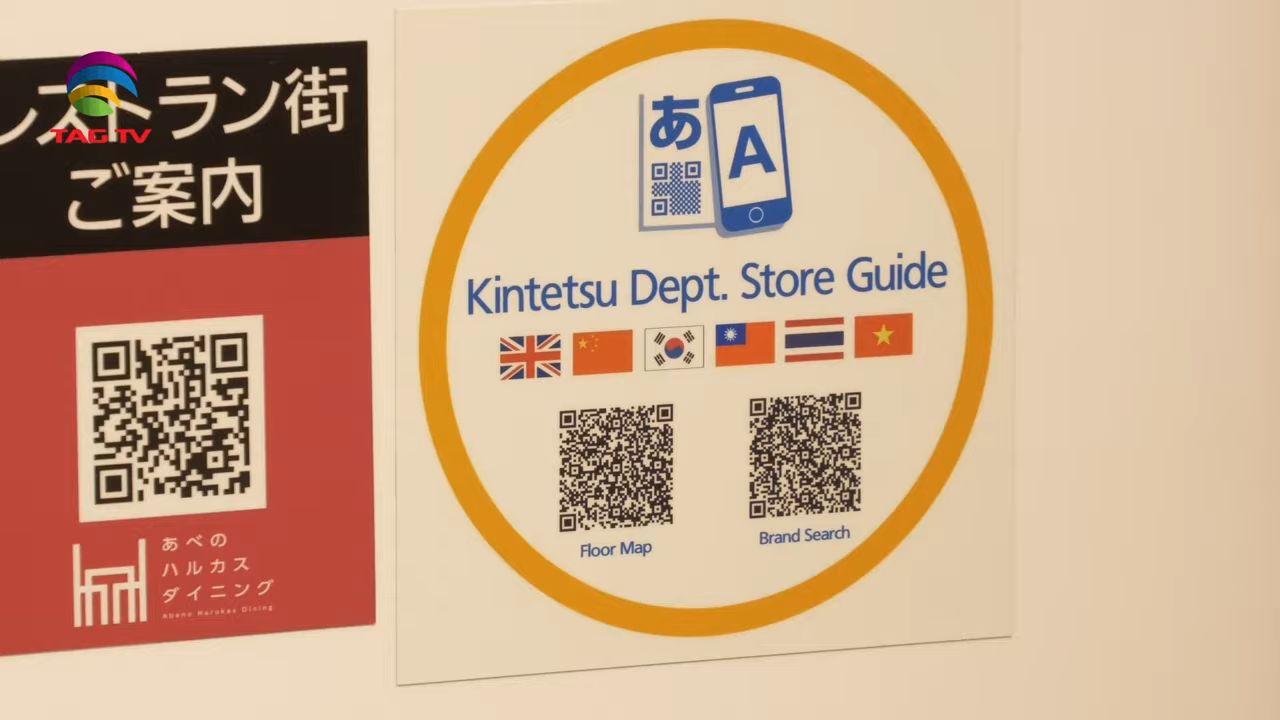 レストラン街
ご案内
TAG TV
あべの
ハルカス
ダイニング
Abeno Harukas Dining
あ
A
Kintetsu Dept. Store Guide
Floor Map
Brand Search